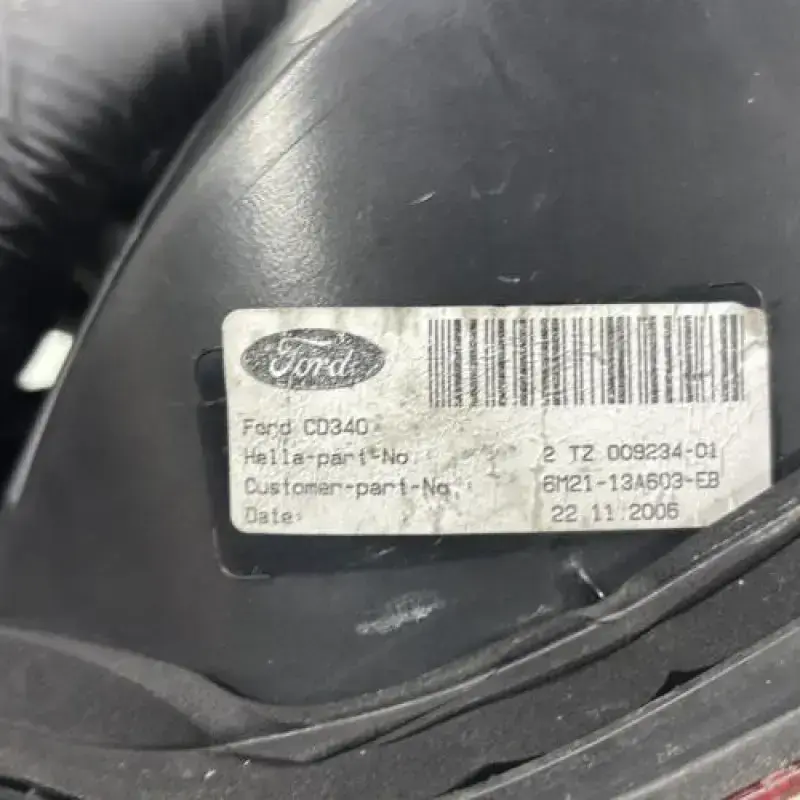 Ford
Ford CD340
Hella-part-No : 2 TZ 009234-01
Customer-part-No : 6M21-13A603-EB
Date: 22 11 2006